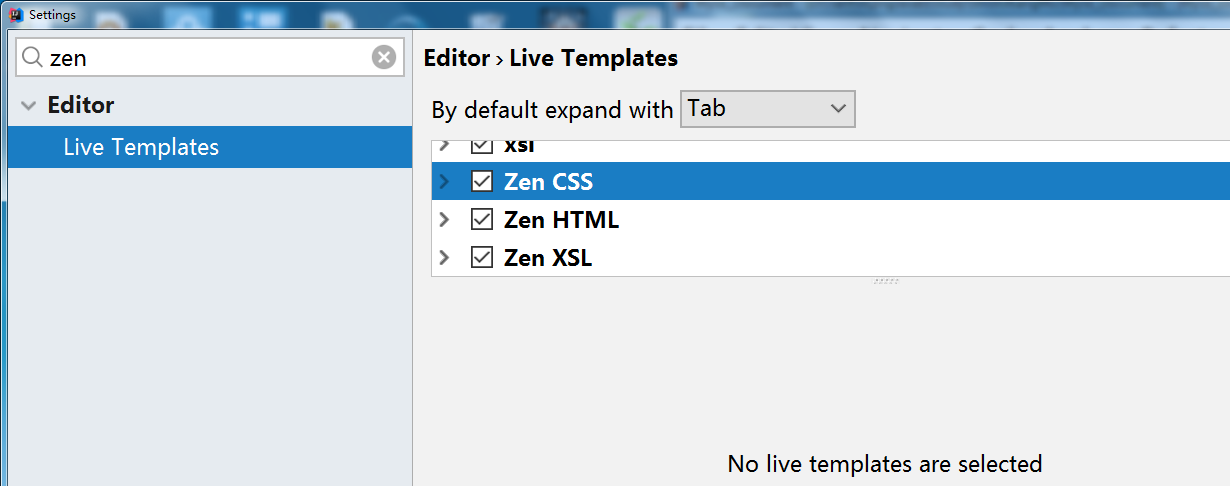 Settings
zen
Editor
Live Templates
Editor › Live Templates
By default expand with Tab
xsl
Zen CSS
Zen HTML
Zen XSL
No live templates are selected